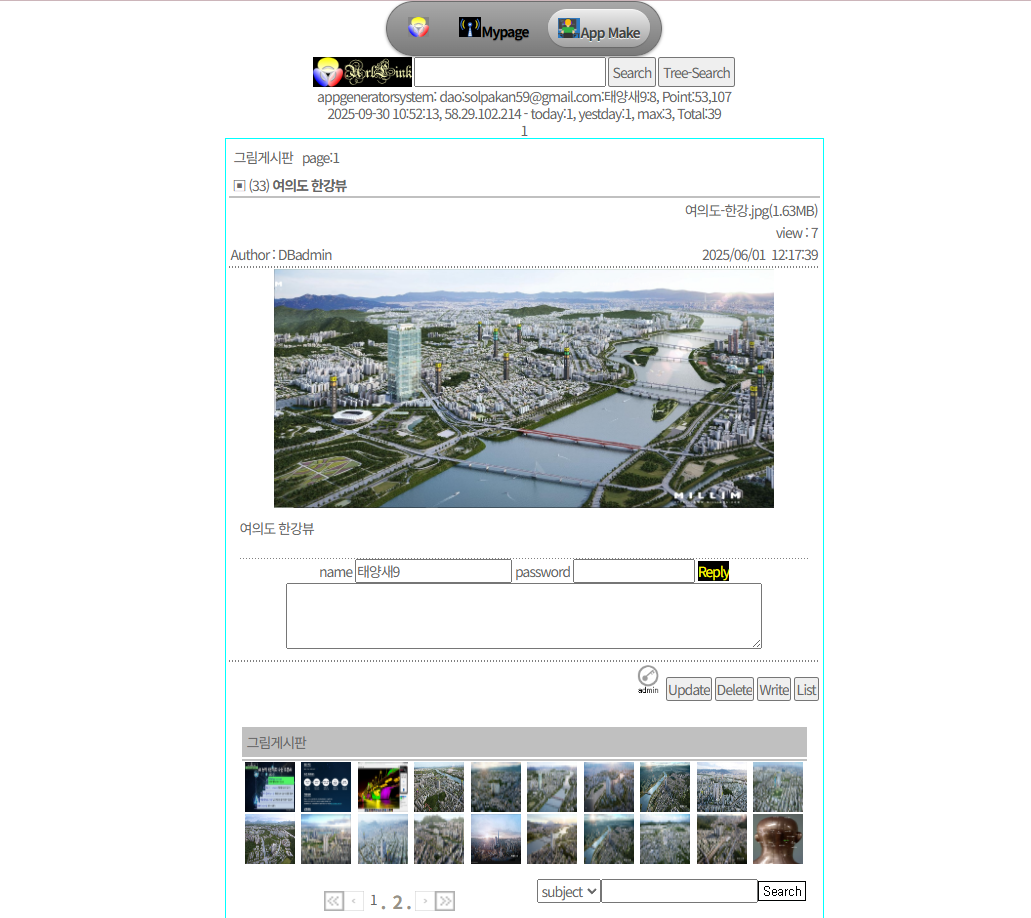 Mypage App Make
UrlLink Search Tree-Search
appgeneratorsystem: dao:solpakan59@gmail.com:태양새9:8, Point:53,107
2025-09-30 10:52:13, 58.29.102.214 - today:1, yestday:1, max:3, Total:39
1
그림게시판 page:1
(33) 여의도 한강뷰
여의도-한강.jpg(1.63MB)
view : 7
Author : DBadmin 2025/06/01 12:17:39
MILLIM
여의도 한강뷰
name 태양새9 password Reply
admin Update Delete Write List
그림게시판
« ‹ 1 . 2 . › »
subject Search